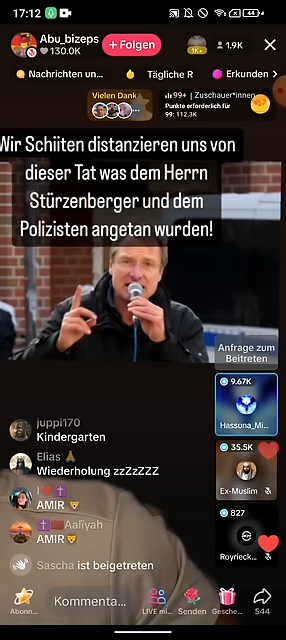 17:12
44
Abu_bizeps
130.0K
+ Folgen
1K+
1.9K
Nachrichten un...
Tägliche R
Erkunden
Vielen Dank
99+ | Zuschauer*innen
Punkte erforderlich für
99: 112.3K
Wir Schiiten distanzieren uns von
dieser Tat was dem Herrn
Stürzenberger und dem
Polizisten angetan wurden!
Anfrage zum
Beitreten
9.67K
Hassuna_Mi...
35.5K
Ex-Muslim
827
Royrieck...
juppi170
Kindergarten
Elias
Wiederholung zzZzZZZ
AMIR
Aaliyah
AMIR
Sascha ist beigetreten
Abonn...
Kommenta...
LIVE mi...
Senden
Gesche...
544